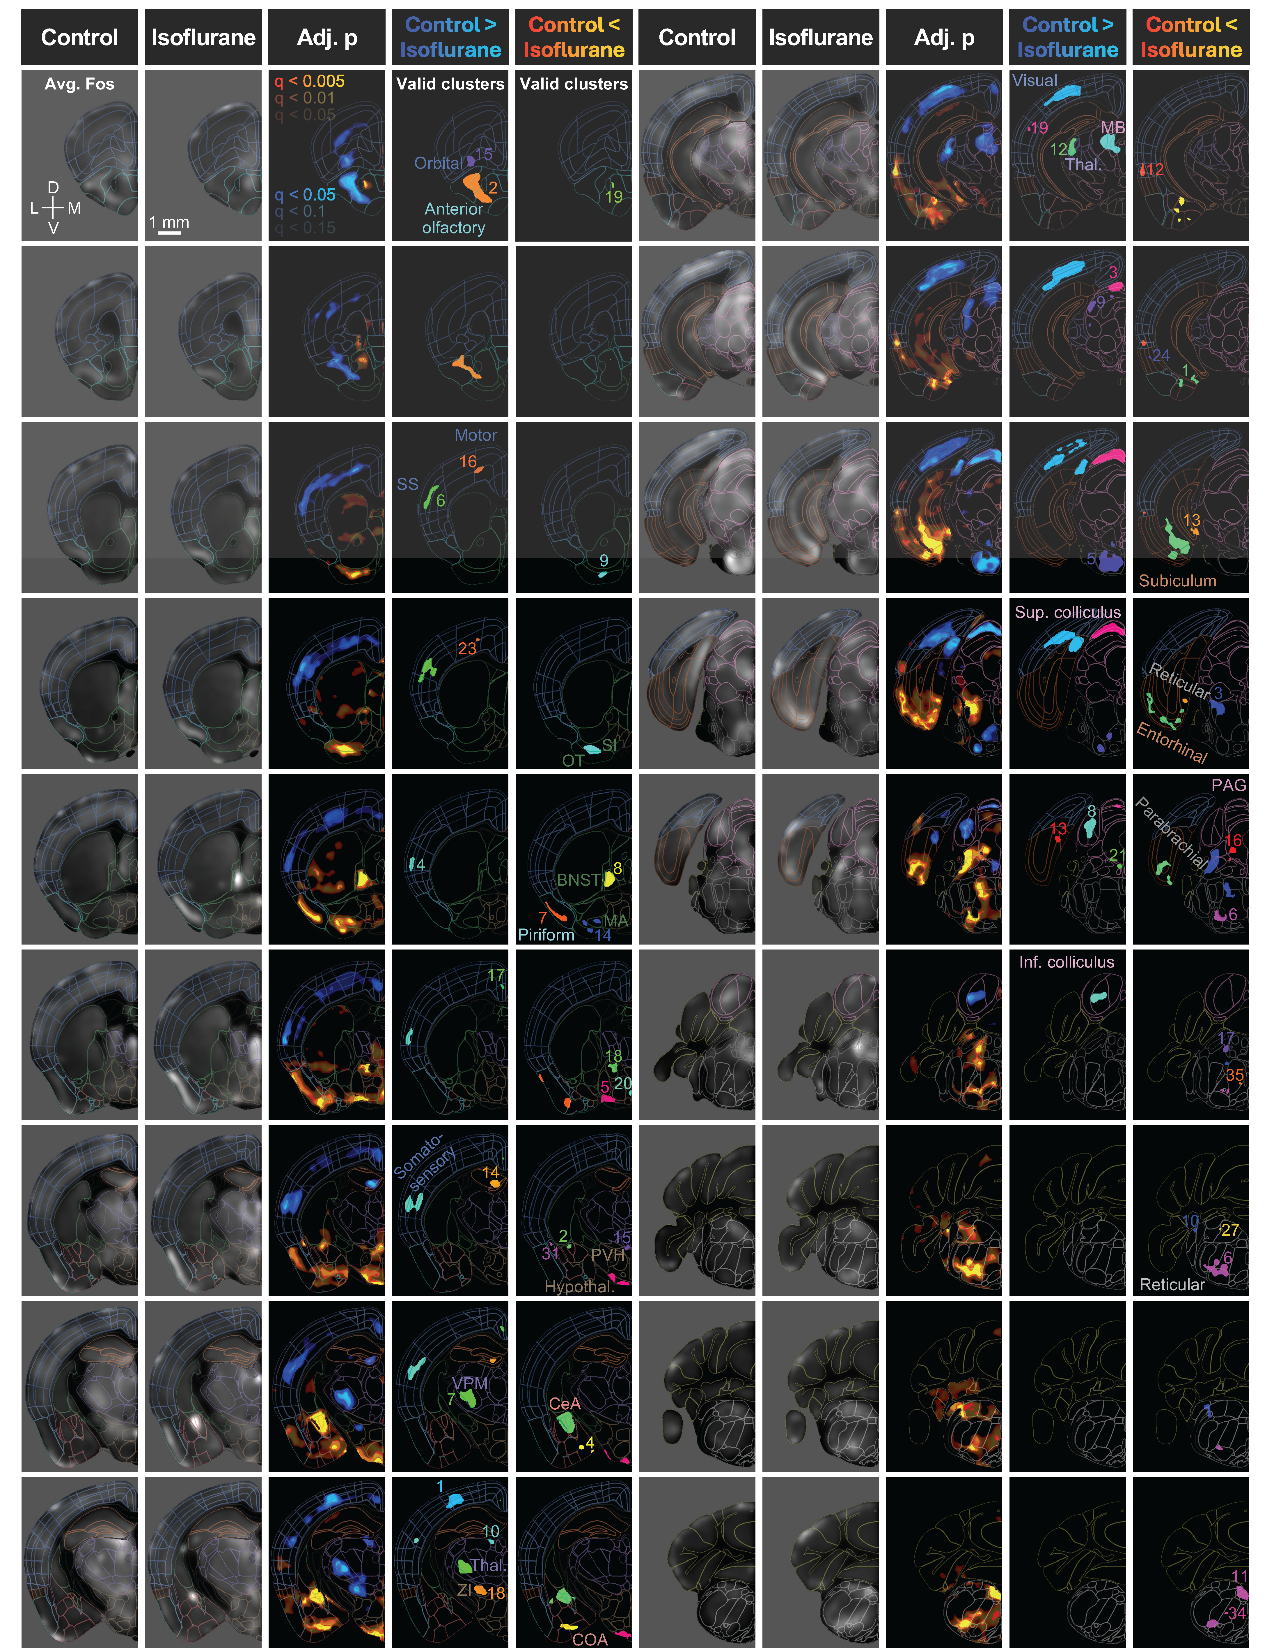 Control
Isoflurane
Adj. p
Control >
Isoflurane
Control <
Isoflurane
Control
Isoflurane
Adj. p
Control >
Isoflurane
Control <
Isoflurane
Avg. Fos
D
L M
V
1 mm
q < 0.005
q < 0.01
q < 0.05
q < 0.05
q < 0.1
q < 0.15
Valid clusters
Orbital 15
2
Anterior
olfactory
Valid clusters
19
Visual
19
MB
12
Thal.
12
3
9
24
1
Motor
16
SS
6
9
5
13
Subiculum
23
SI
OT
Sup. colliculus
Reticular 3
Entorhinal
4
BNST 8
7
MA
Piriform 14
8
13
21
PAG
Parabrachial
16
6
17
18
5 20
Inf. colliculus
17
35
Somato-
sensory
14
2 15
31 PVH
Hypothal.
10
27
6
Reticular
VPM
7
CeA
4
1
10
Thal.
ZI 18
COA
11
34